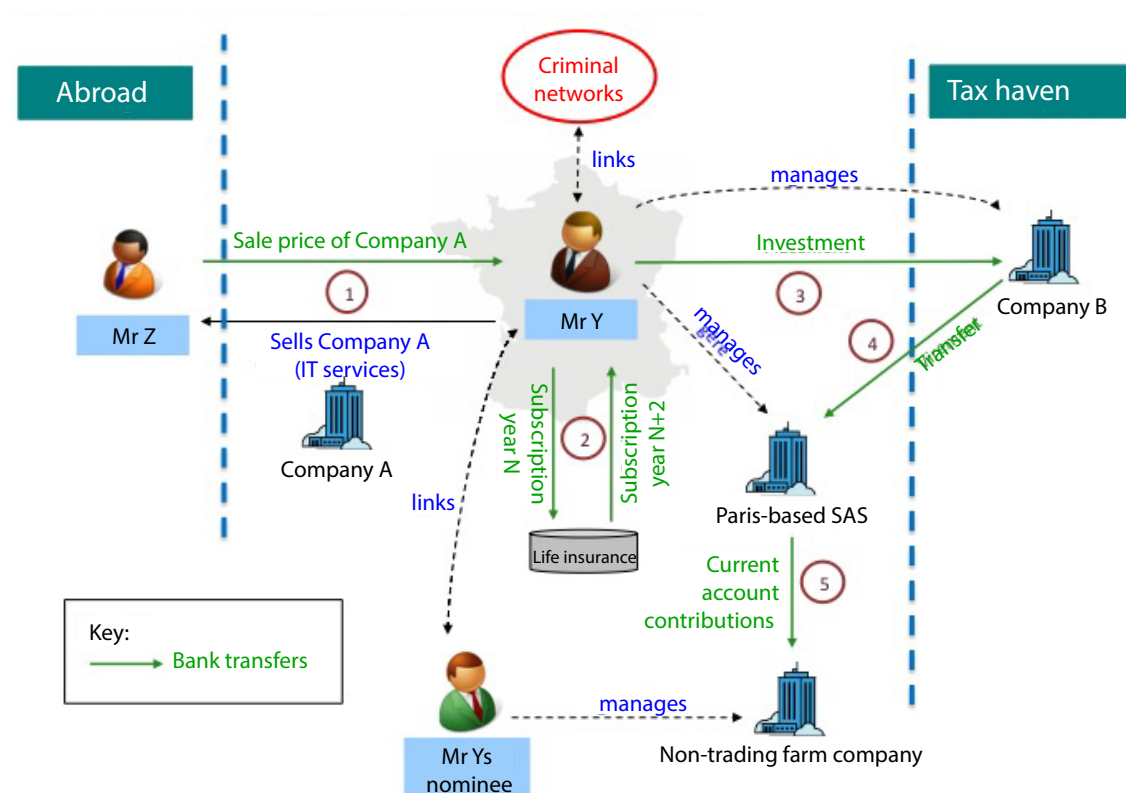 Criminal
networks
Abroad
Tax haven
links
manages
Sale price of Company A
Investment
1
3
Mr Z
Mr Y
Company B
Sells Company A
(IT services)
manages
gere
4
Transfer
Company A
Subscription
year N
2
Subscription
year N+2
links
Paris-based SAS
Life insurance
Current
account
contributions
5
Key:
Bank transfers
manages
Mr Ys
nominee
Non-trading farm company